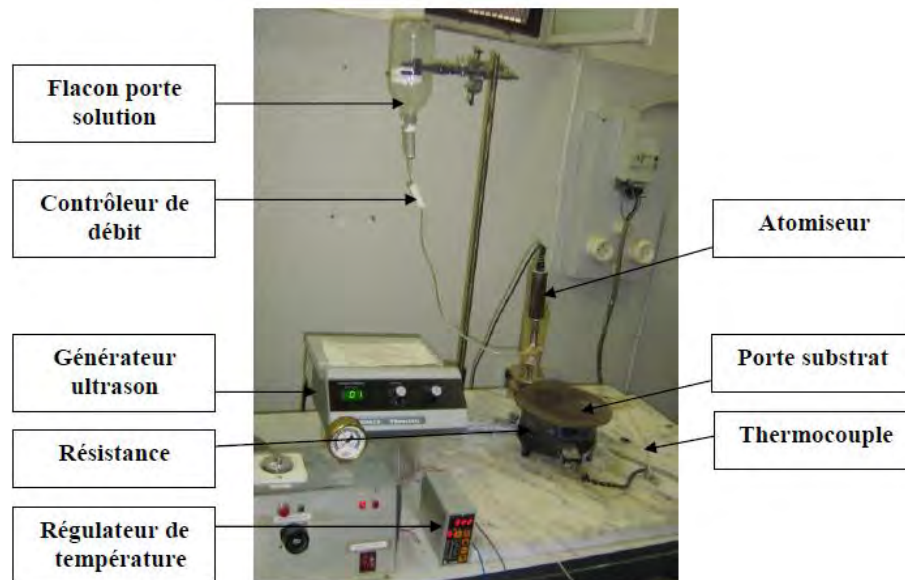 Flacon porte
solution
Contrôleur de
débit
Générateur
ultrason
Résistance
Régulateur de
température
Atomiseur
Porte substrat
Thermocouple